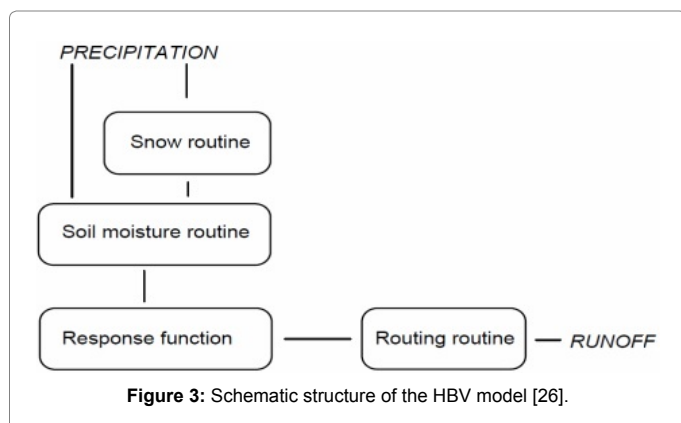 PRECIPITATION
Snow routine
Soil moisture routine
Response function
Routing routine
RUNOFF
Figure 3: Schematic structure of the HBV model [26].